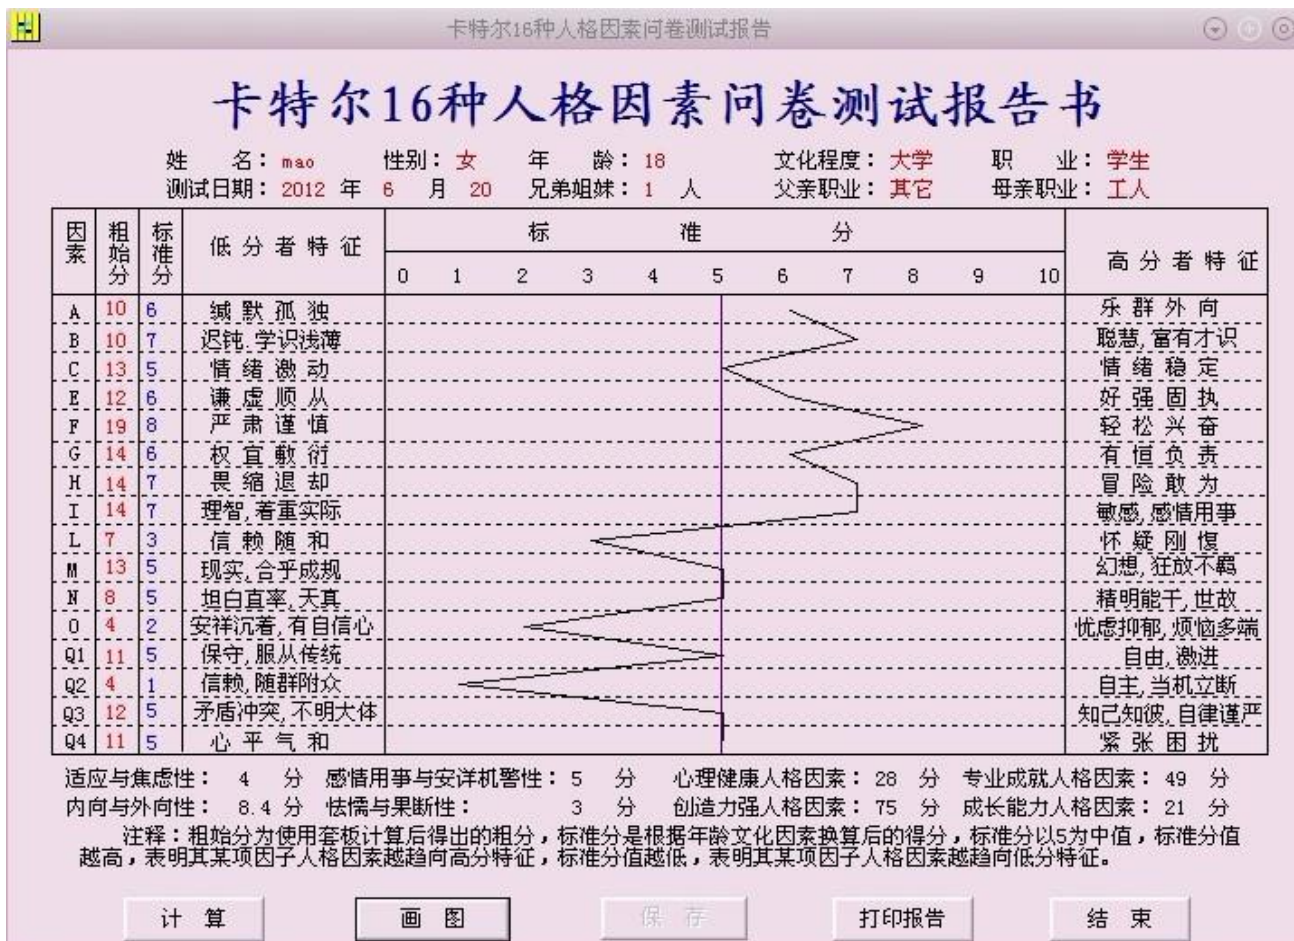 卡特尔16种人格因素问卷测试报告
卡特尔16种人格因素问卷测试报告书
姓 名： mao 性别： 女 年 龄： 18 文化程度： 大学 职 业： 学生
测试日期： 2012 年 6 月 20 兄弟姐妹： 1 人 父亲职业： 其它 母亲职业： 工人
因素 粗始分 标准分 低分者特征 标准分 高分者特征
0 1 2 3 4 5 6 7 8 9 10
A 10 6 缄默孤独 乐群外向
B 10 7 迟钝.学识浅薄 聪慧,富有才识
C 13 5 情绪激动 情绪稳定
E 12 6 谦虚顺从 好强固执
F 19 8 严肃谨慎 轻松兴奋
G 14 6 权宜敷衍 有恒负责
H 14 7 畏缩退却 冒险敢为
I 14 7 理智,着重实际 敏感,感情用事
L 7 3 信赖随和 怀疑刚愎
M 13 5 现实,合乎成规 幻想,狂放不羁
N 8 5 坦白直率,天真 精明能干,世故
O 4 2 安祥沉着,有自信心 忧虑抑郁,烦恼多端
Q1 11 5 保守,服从传统 自由,激进
Q2 4 1 信赖,随群附众 自主,当机立断
Q3 12 5 矛盾冲突,不明大体 知己知彼,自律谨严
Q4 11 5 心平气和 紧张困扰
适应与焦虑性： 4 分 感情用事与安详机警性： 5 分 心理健康人格因素： 28 分 专业成就人格因素： 49 分
内向与外向性： 8.4 分 怯懦与果断性： 3 分 创造力强人格因素： 75 分 成长能力人格因素： 21 分
注释：粗始分为使用套板计算后得出的粗分，标准分是根据年龄文化因素换算后的得分，标准分以5为中值，标准分值
越高，表明其某项因子人格因素越趋向高分特征，标准分值越低，表明其某项因子人格因素越趋向低分特征。
计算 画图 保存 打印报告 结束